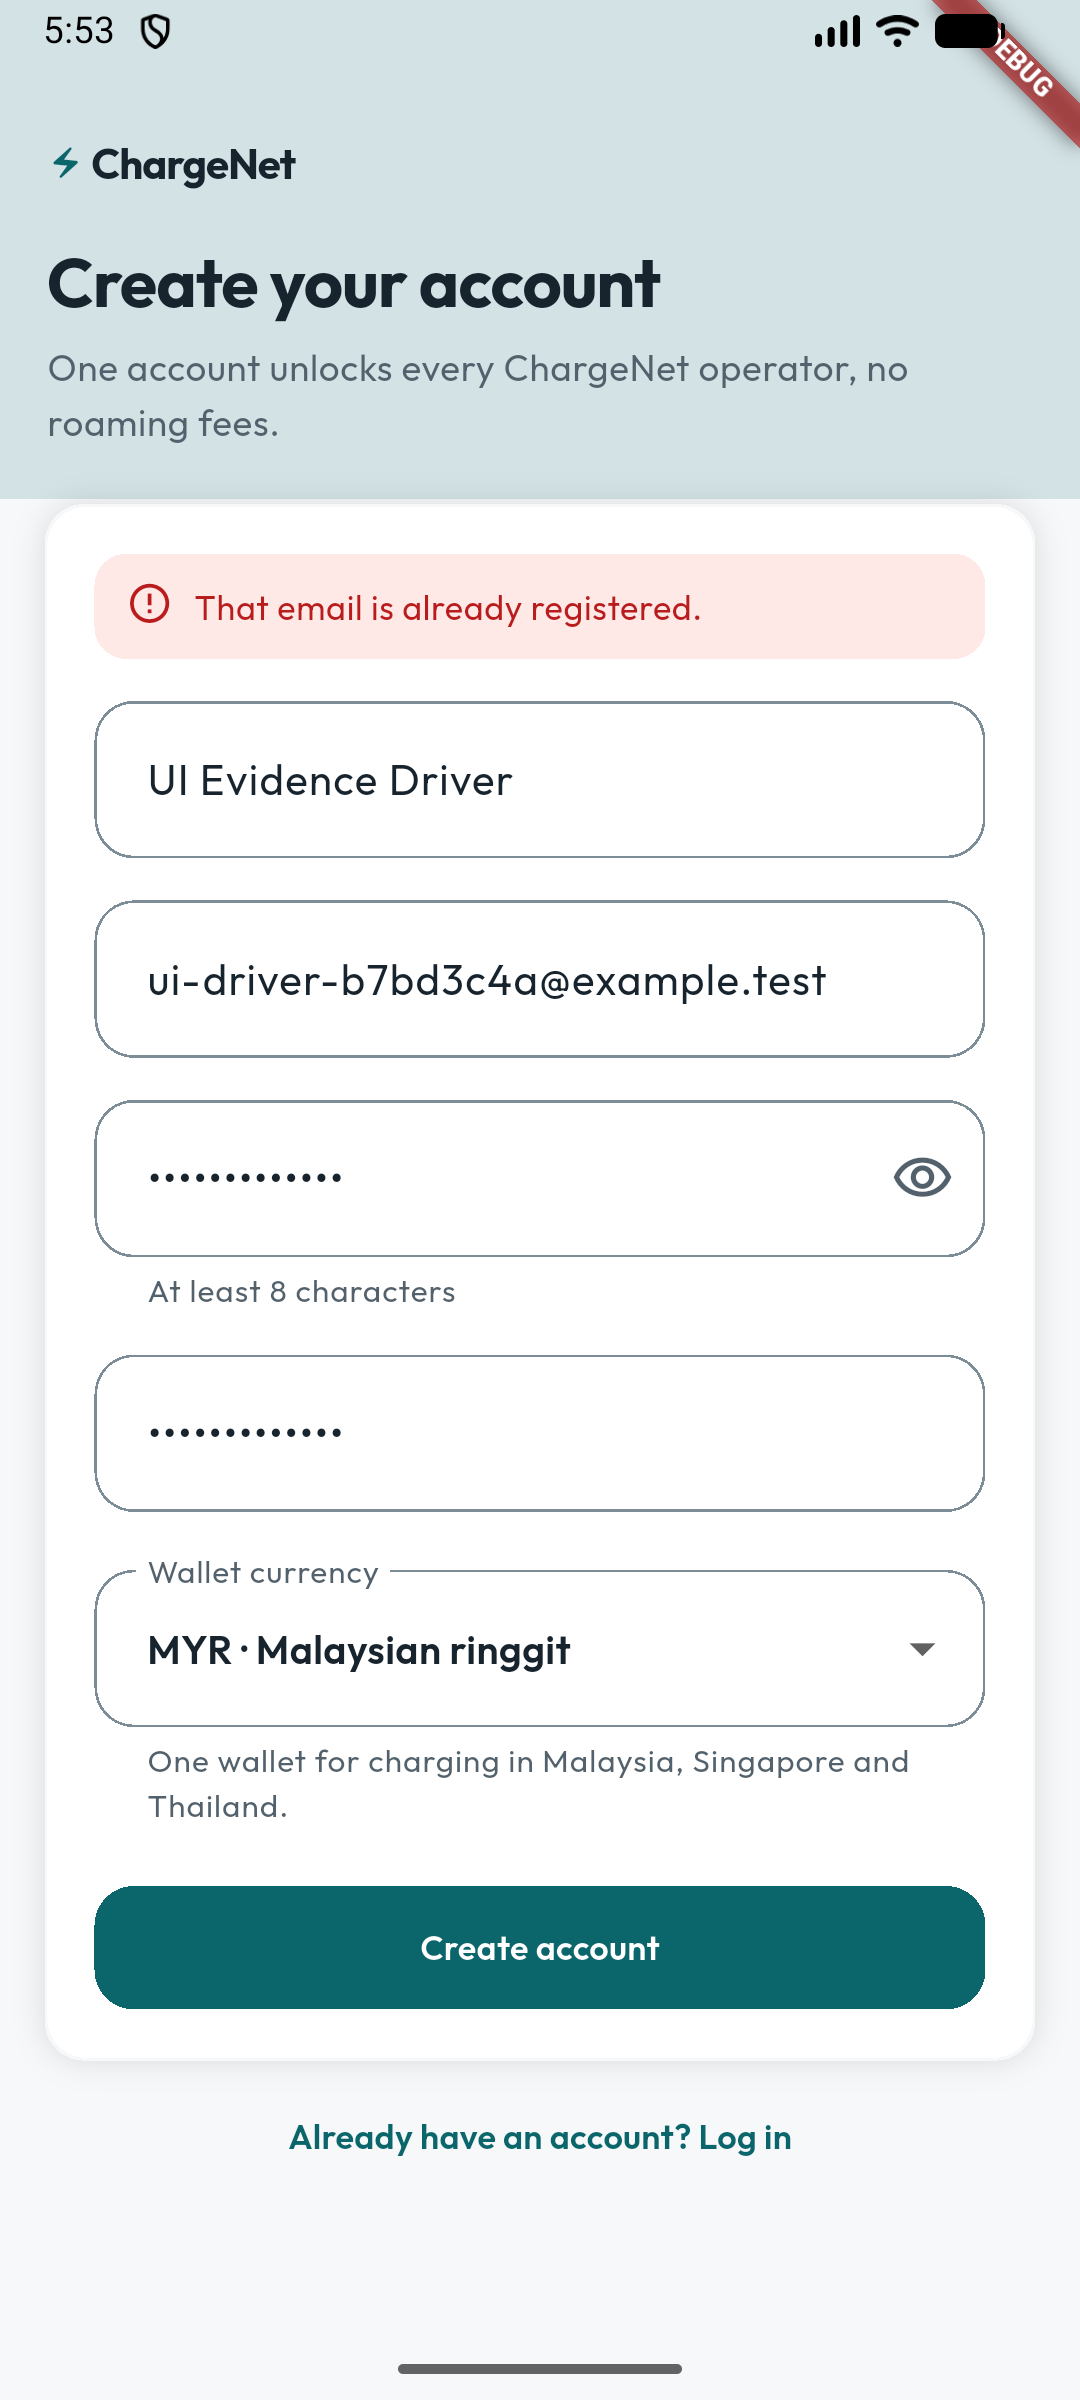 5:53
EBUG
ChargeNet
Create your account
One account unlocks every ChargeNet operator, no
roaming fees.
That email is already registered.
UI Evidence Driver
ui-driver-b7bd3c4a@example.test
•••••••••••••
At least 8 characters
•••••••••••••
Wallet currency
MYR · Malaysian ringgit
One wallet for charging in Malaysia, Singapore and
Thailand.
Create account
Already have an account? Log in